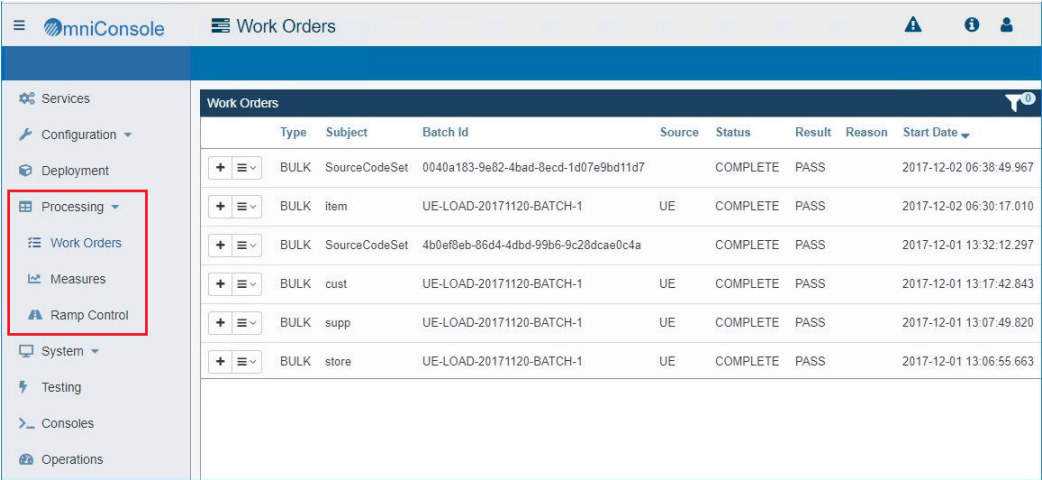 OmniConsole Work Orders
Services
Configuration
Deployment
Processing
Work Orders
Measures
Ramp Control
System
Testing
Consoles
Operations
Work Orders 0
Type Subject Batch Id Source Status Result Reason Start Date
BULK SourceCodeSet 0040a183-9e82-4bad-8ecd-1d07e9bd11d7 COMPLETE PASS 2017-12-02 06:38:49.967
BULK item UE-LOAD-20171120-BATCH-1 UE COMPLETE PASS 2017-12-02 06:30:17.010
BULK SourceCodeSet 4b0ef8eb-86d4-4dbd-99b6-9c28dcae0c4a COMPLETE PASS 2017-12-01 13:32:12.297
BULK cust UE-LOAD-20171120-BATCH-1 UE COMPLETE PASS 2017-12-01 13:17:42.843
BULK supp UE-LOAD-20171120-BATCH-1 UE COMPLETE PASS 2017-12-01 13:07:49.820
BULK store UE-LOAD-20171120-BATCH-1 UE COMPLETE PASS 2017-12-01 13:06:55.663